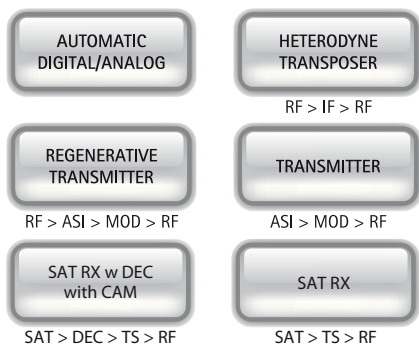 AUTOMATIC
DIGITAL/ANALOG
HETERODYNE
TRANSPOSER
RF > IF > RF
REGENERATIVE
TRANSMITTER
RF > ASI > MOD > RF
TRANSMITTER
ASI > MOD > RF
SAT RX w DEC
with CAM
SAT > DEC > TS > RF
SAT RX
SAT > TS > RF